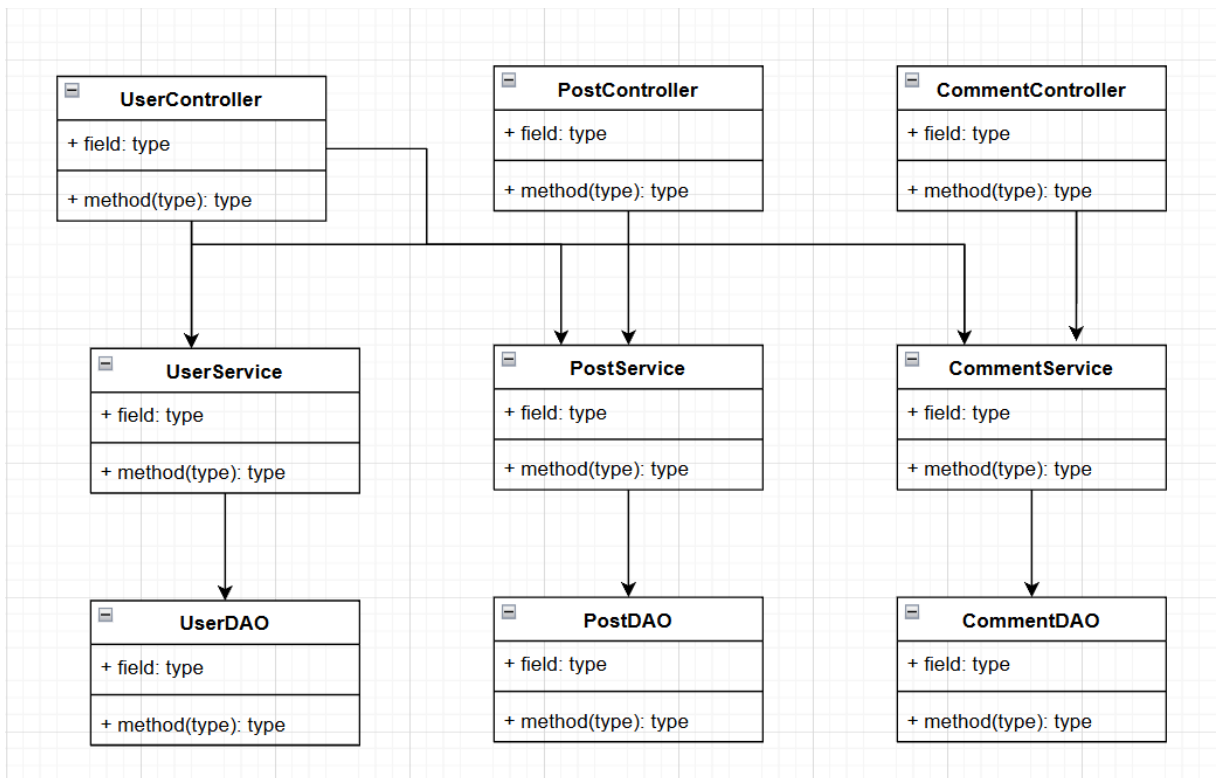 UserController
+ field: type
+ method(type): type
PostController
+ field: type
+ method(type): type
CommentController
+ field: type
+ method(type): type
UserService
+ field: type
+ method(type): type
PostService
+ field: type
+ method(type): type
CommentService
+ field: type
+ method(type): type
UserDAO
+ field: type
+ method(type): type
PostDAO
+ field: type
+ method(type): type
CommentDAO
+ field: type
+ method(type): type